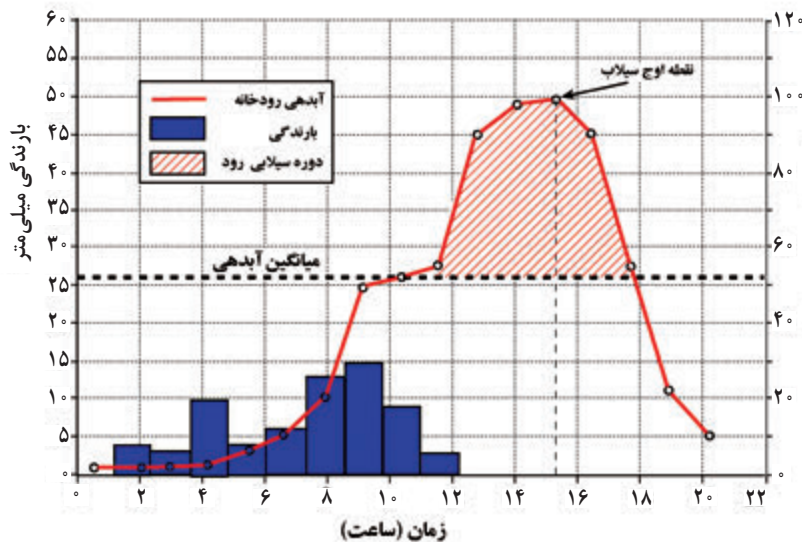 نقطه اوج سیلاب
آبدهی رودخانه
بارندگی
دوره سیلابی رود
میانگین آبدهی
بارندگی میلی‌متر
۶۰
۵۵
۵۰
۴۵
۴۰
۳۵
۳۰
۲۵
۲۰
۱۵
۱۰
۵
۰
۱۲۰
۱۰۰
۸۰
۶۰
۴۰
۲۰
۰
۰ ۲ ۴ ۶ ۸ ۱۰ ۱۲ ۱۴ ۱۶ ۱۸ ۲۰ ۲۲
زمان (ساعت)